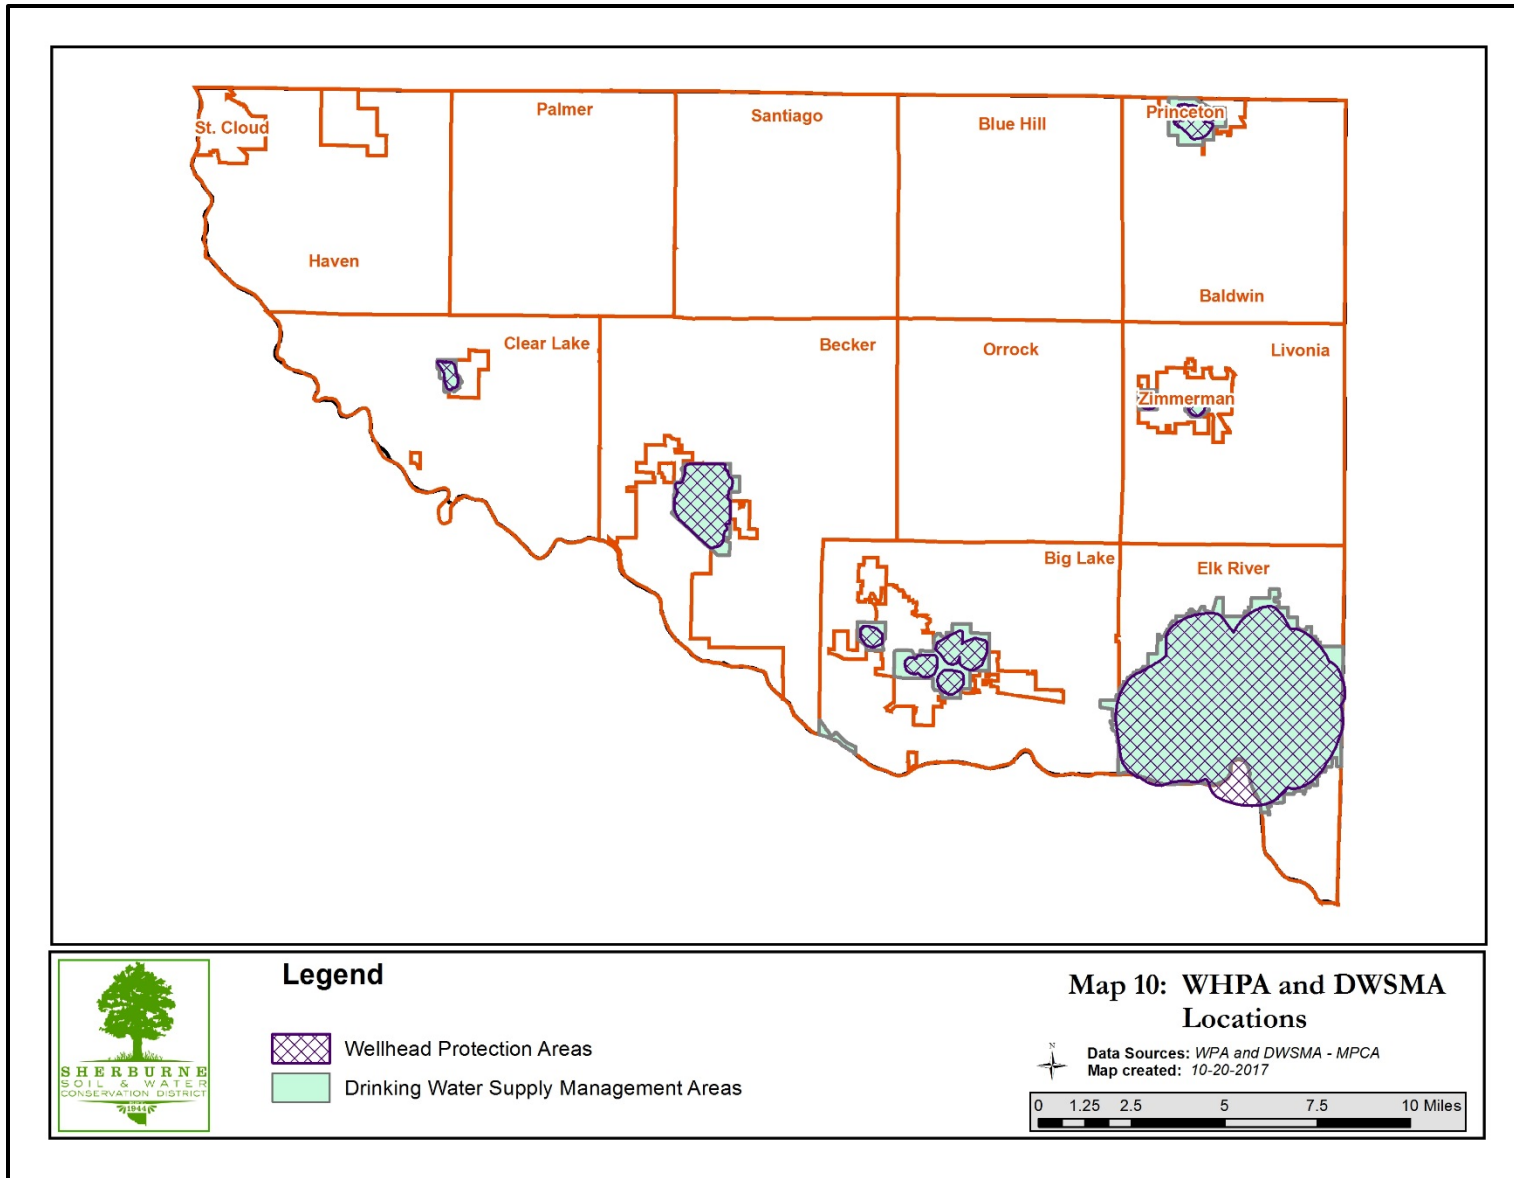 Palmer
Santiago
Blue Hill
Princeton
St. Cloud
Haven
Baldwin
Clear Lake
Becker
Orrock
Livonia
Zimmerman
Big Lake
Elk River
Legend
Wellhead Protection Areas
Drinking Water Supply Management Areas
SHERBURNE
SOIL & WATER
CONSERVATION DISTRICT
1944
Map 10: WHPA and DWSMA
Locations
N
Data Sources: WPA and DWSMA - MPCA
Map created: 10-20-2017
0 1.25 2.5 5 7.5 10 Miles